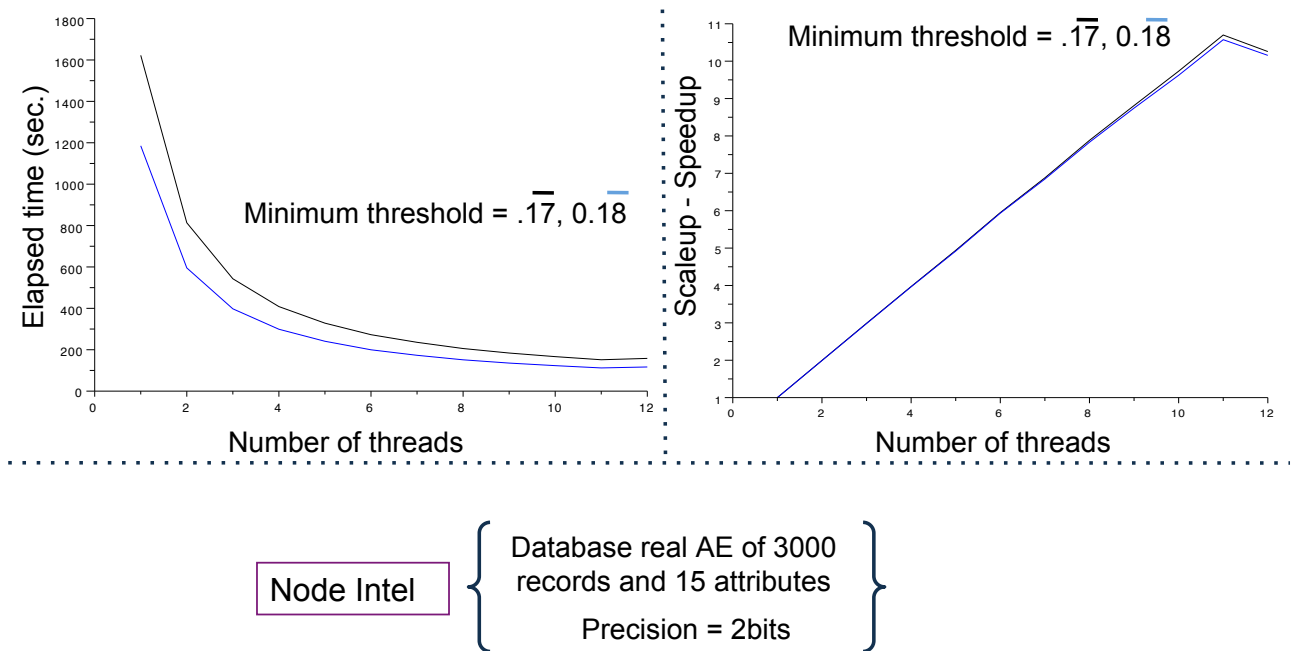 1800
1600
1400
1200
1000
800
600
400
200
0
Elapsed time (sec.)
Minimum threshold = .17, 0.18
0 2 4 6 8 10 12
Number of threads
11
10
9
8
7
6
5
4
3
2
1
Scaleup - Speedup
Minimum threshold = .17, 0.18
0 2 4 6 8 10 12
Number of threads
Node Intel
Database real AE of 3000
records and 15 attributes
Precision = 2bits